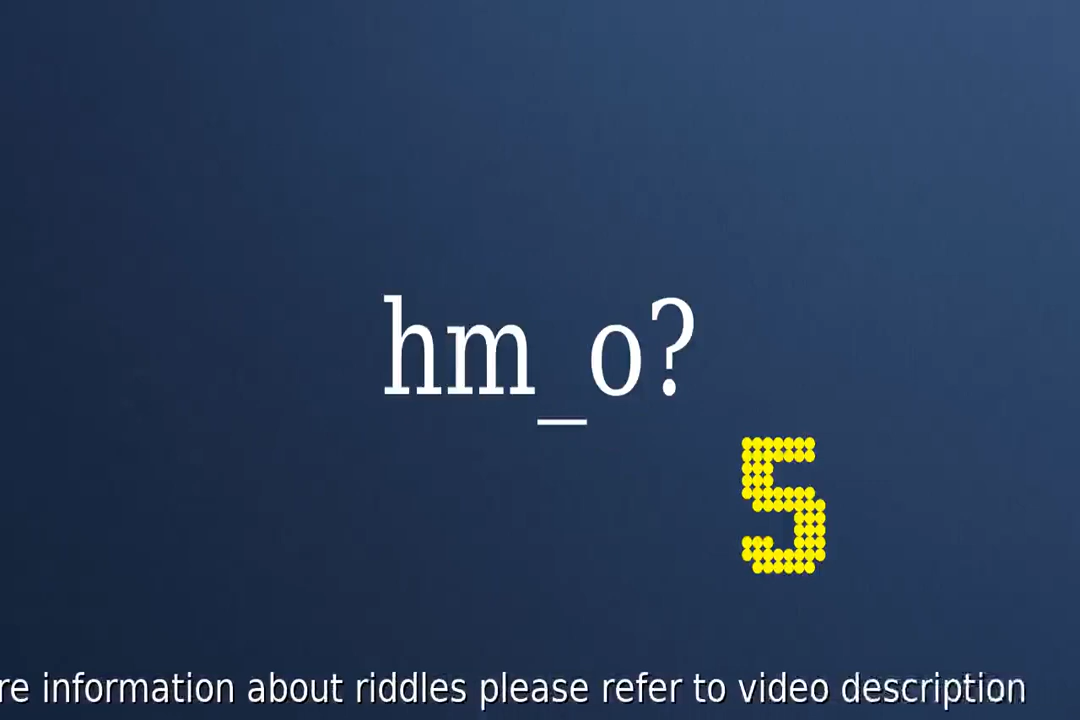 hm_o?
5
re information about riddles please refer to video description